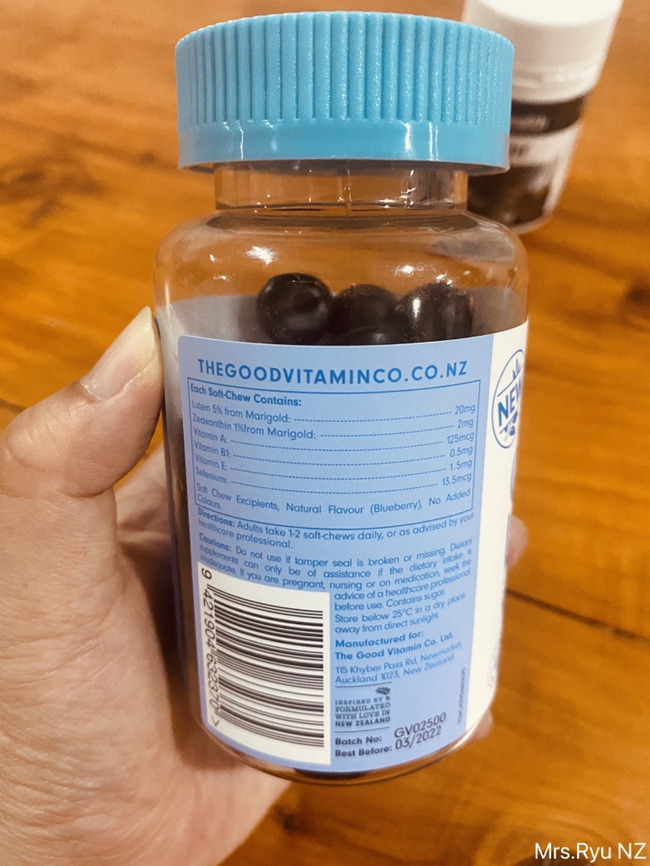 THEGOODVITAMINCO.CO.NZ
Each Soft-Chew Contains:
Lutein 5% from Marigold: 20mg
Zeaxanthin 1%from Marigold: 2mg
Vitamin A: 125mcg
Vitamin B1: 0.5mg
Vitamin E: 1.5mg
Selenium: 13.5mcg
Soft Chew Excipients, Natural Flavour (Blueberry), No Added
Colours.
Directions: Adults take 1-2 soft-chews daily, or as advised by your
healthcare professional.
Cautions: Do not use if tamper seal is broken or missing. Dietary
supplements can only be of assistance if the dietary intake is
inadequate. If you are pregnant, nursing or on medication, seek the
advice of a healthcare professional
before use. Contains sugar.
Store below 25°C in a dry place
away from direct sunlight.
Manufactured for:
The Good Vitamin Co. Ltd.
115 Khyber Pass Rd, Newmarket,
Auckland 1023, New Zealand
INSPIRED BY &
FORMULATED
WITH LOVE IN
NEW ZEALAND
Batch No: GV02500
Best Before: 03/2022
9 421904 632370 >
NEW
Mrs.Ryu NZ